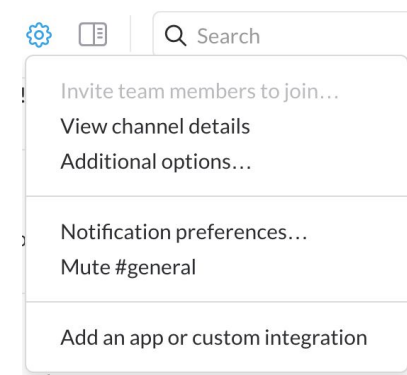 Search
Invite team members to join…
View channel details
Additional options…
Notification preferences…
Mute #general
Add an app or custom integration